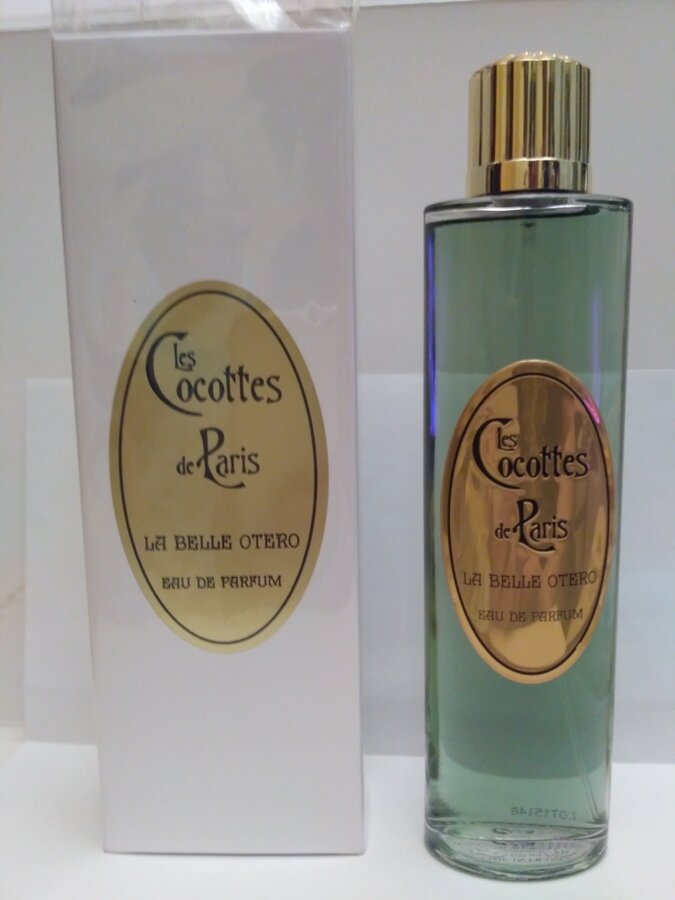 Les
Cocottes
de Paris
LA BELLE OTERO
EAU DE PARFUM
Les
Cocottes
de Paris
LA BELLE OTERO
EAU DE PARFUM
LOT15148